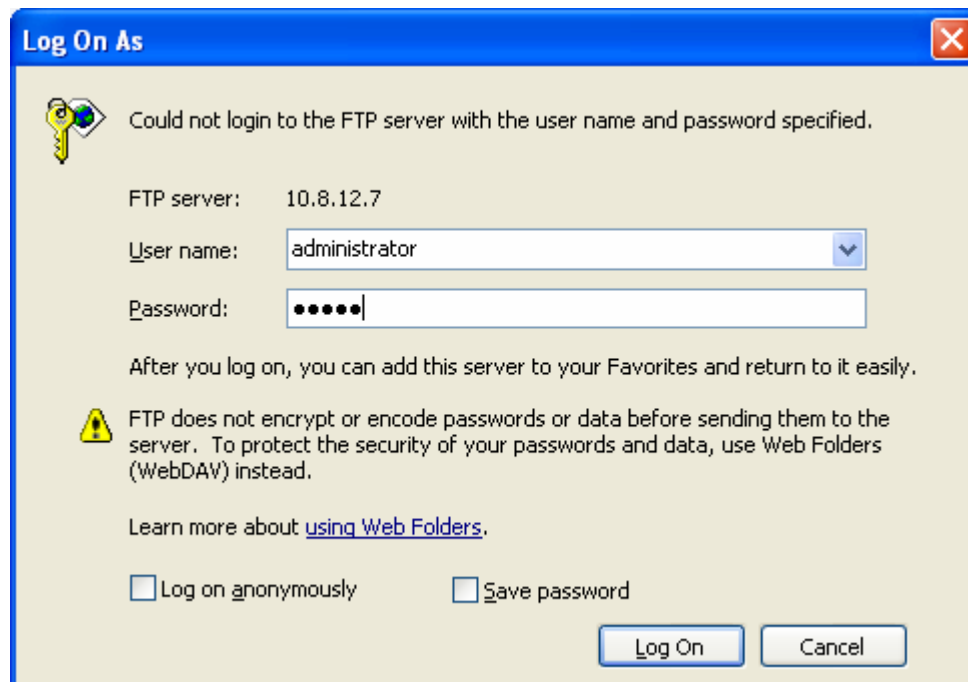 Log On As
Could not login to the FTP server with the user name and password specified.
FTP server: 10.8.12.7
User name: administrator
Password: •••••
After you log on, you can add this server to your Favorites and return to it easily.
FTP does not encrypt or encode passwords or data before sending them to the
server. To protect the security of your passwords and data, use Web Folders
(WebDAV) instead.
Learn more about using Web Folders.
Log on anonymously Save password
Log On Cancel